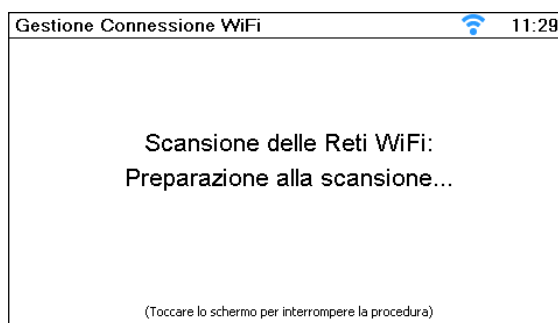 Gestione Connessione WiFi 11:29
Scansione delle Reti WiFi:
Preparazione alla scansione...
(Toccare lo schermo per interrompere la procedura)